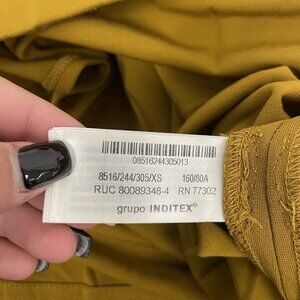 08516244305013
8516/244/305/XS 160/80A
RUC 80089348-4 RN 77302
grupo INDITEX®